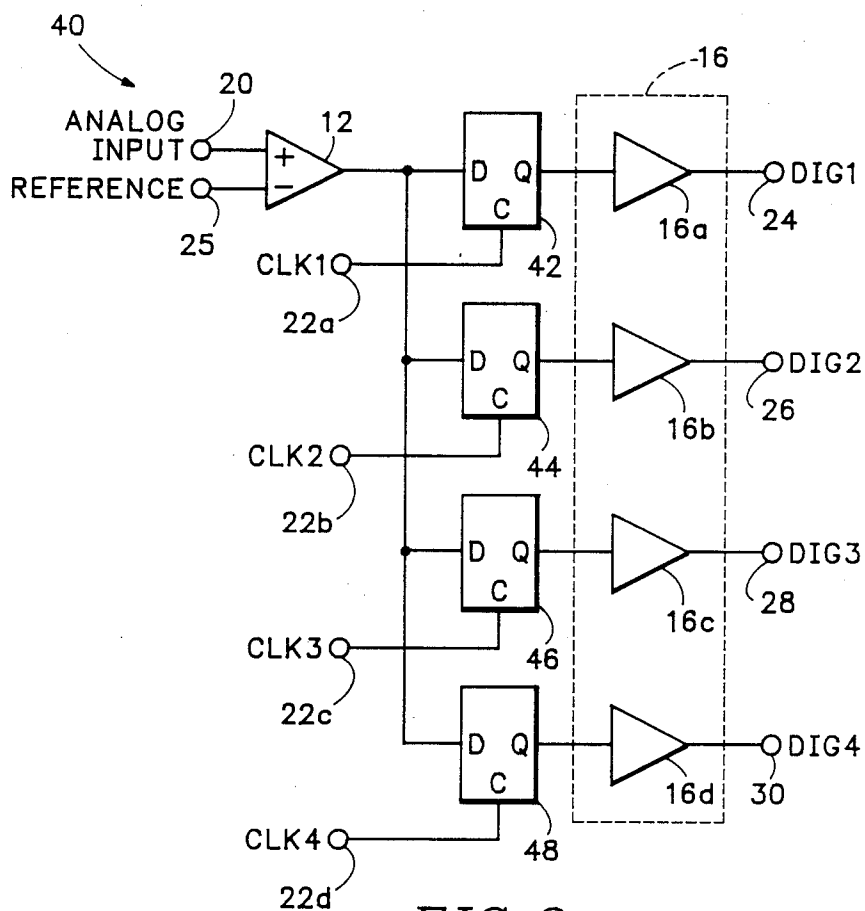 40
20
16
ANALOG
INPUT
12
+
D Q
DIG1
REFERENCE
−
C
16a
24
25
CLK1
42
22a
D Q
DIG2
C
16b
26
CLK2
44
22b
D Q
DIG3
C
16c
28
CLK3
46
22c
D Q
DIG4
C
16d
30
CLK4
48
22d